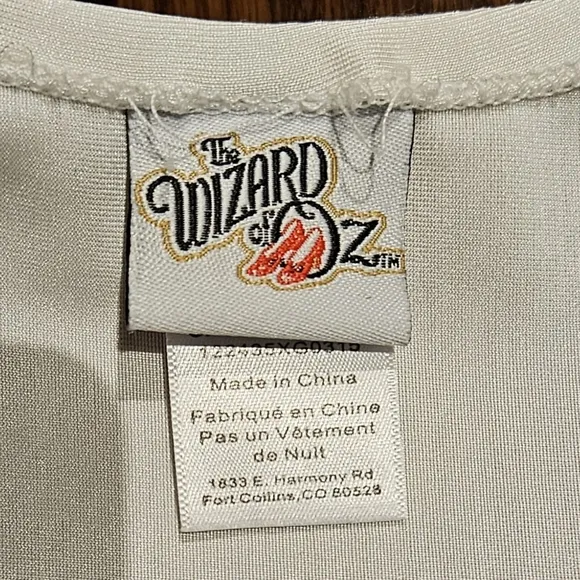 The
WIZARD
OF OZ TM
122435XG0319
Made in China
Fabriqué en Chine
Pas un Vêtement
de Nuit
1833 E. Harmony Rd
Fort Collins,CO 80528